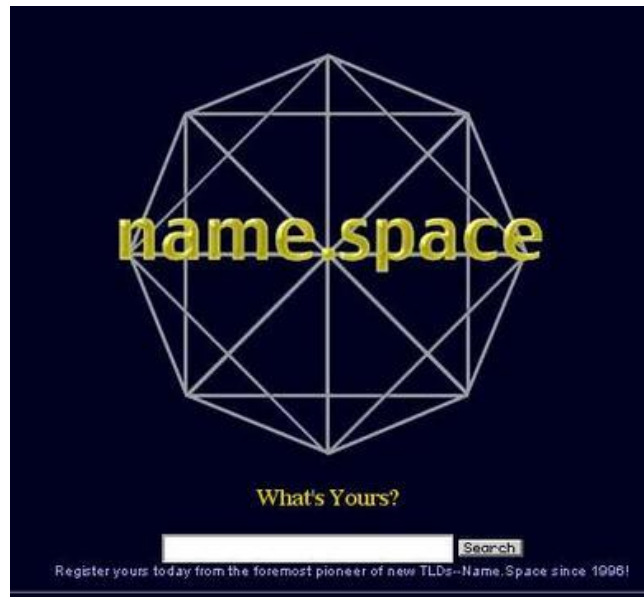 name.space
What's Yours?
Search
Register yours today from the foremost pioneer of new TLDs--Name.Space since 1996!